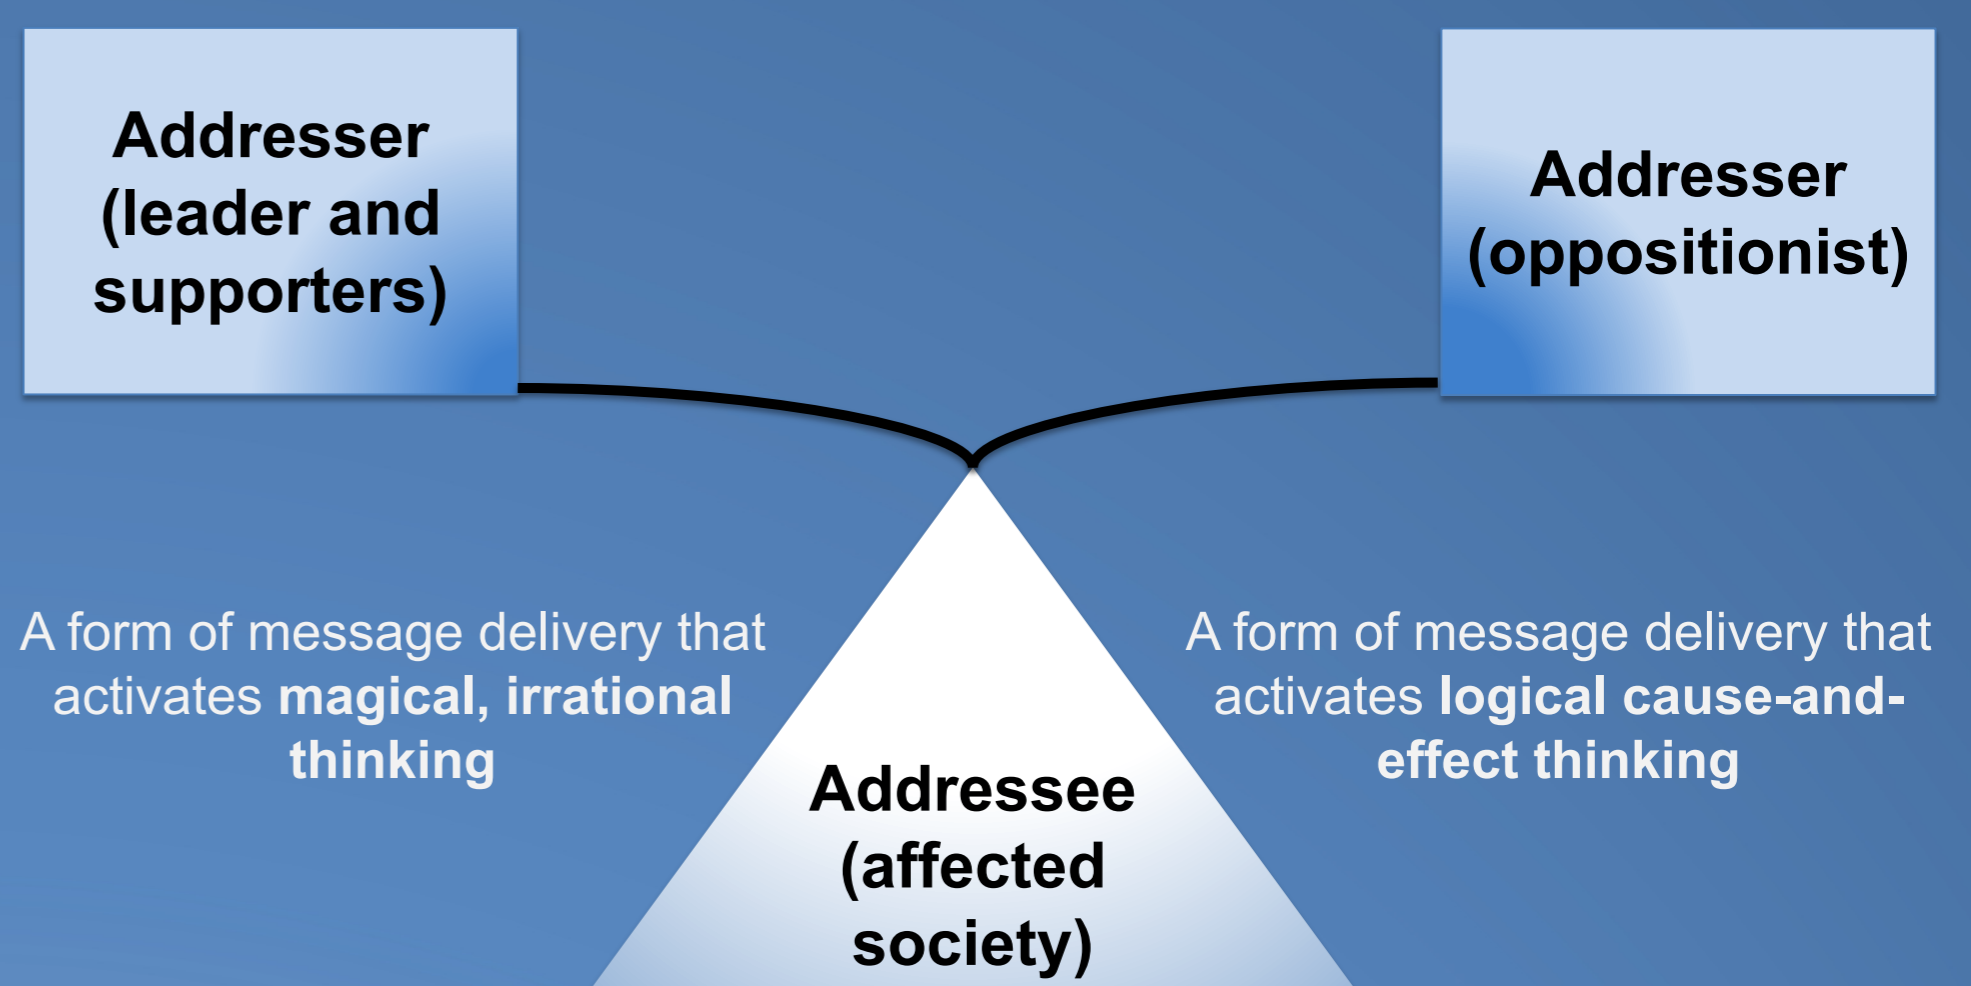 Addresser
(leader and
supporters)
Addresser
(oppositionist)
A form of message delivery that
activates magical, irrational
thinking
A form of message delivery that
activates logical cause-and-
effect thinking
Addressee
(affected
society)